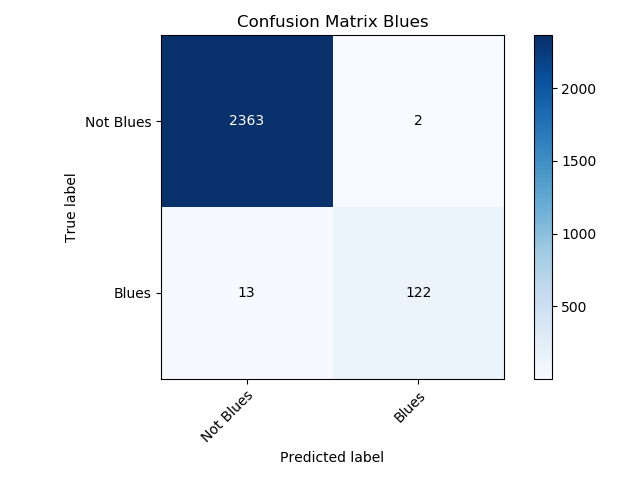 Confusion Matrix Blues
True label
Not Blues
2363
2
Blues
13
122
Not Blues
Blues
Predicted label
2000
1500
1000
500